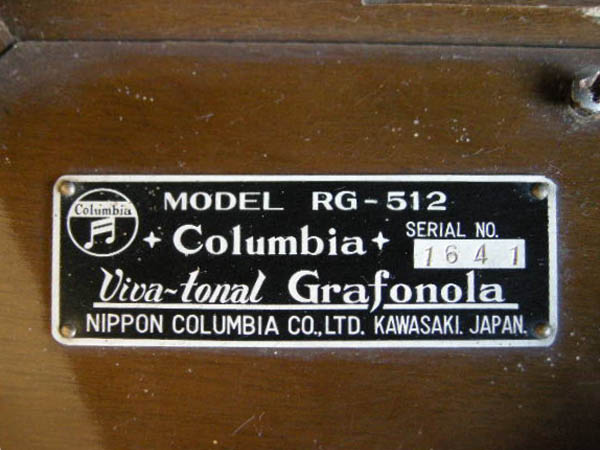 MODEL RG-512
Columbia
Columbia
SERIAL NO.
1641
Viva-tonal Grafonola
NIPPON COLUMBIA CO.,LTD. KAWASAKI. JAPAN.